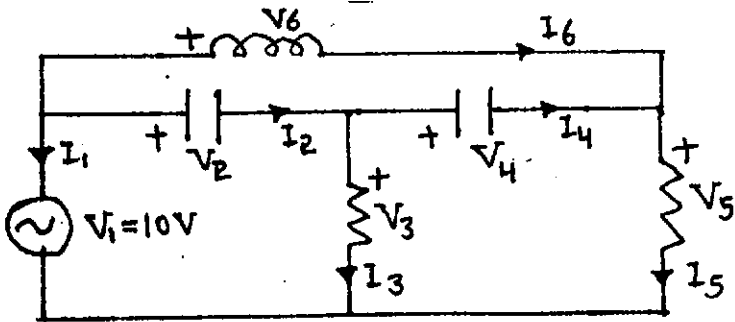 V6
+
I6
+
V2
I2
+
V4
I4
I1
V1=10V
+
V3
I3
+
V5
I5